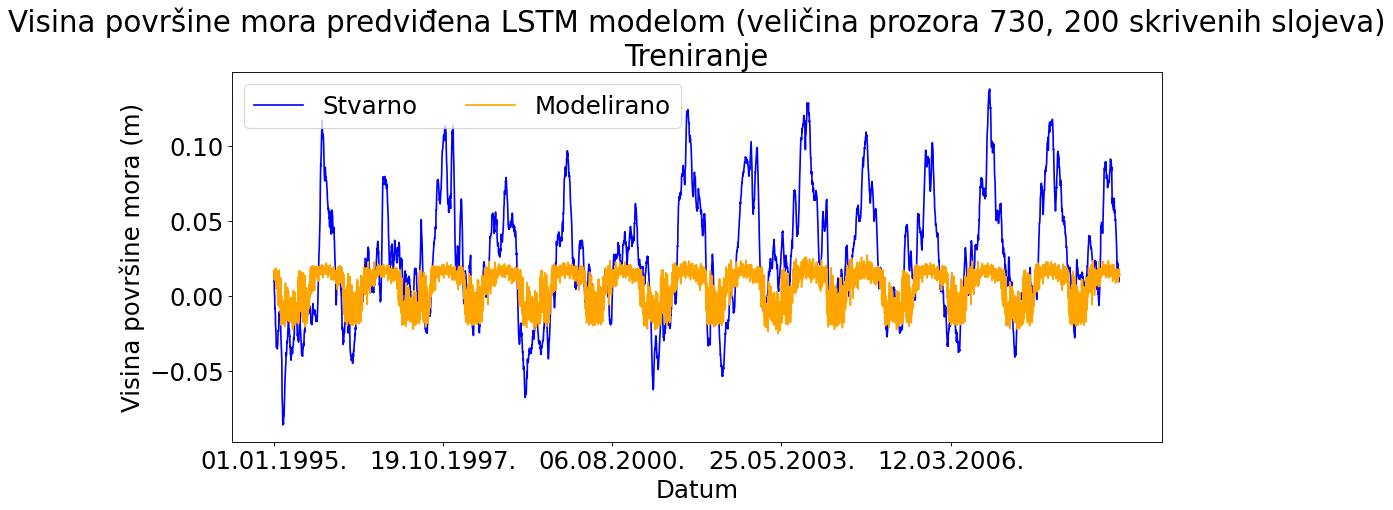 Visina površine mora predviđena LSTM modelom (veličina prozora 730, 200 skrivenih slojeva)
Treniranje
Stvarno Modelirano
Visina površine mora (m)
0.10
0.05
0.00
−0.05
01.01.1995. 19.10.1997. 06.08.2000. 25.05.2003. 12.03.2006.
Datum